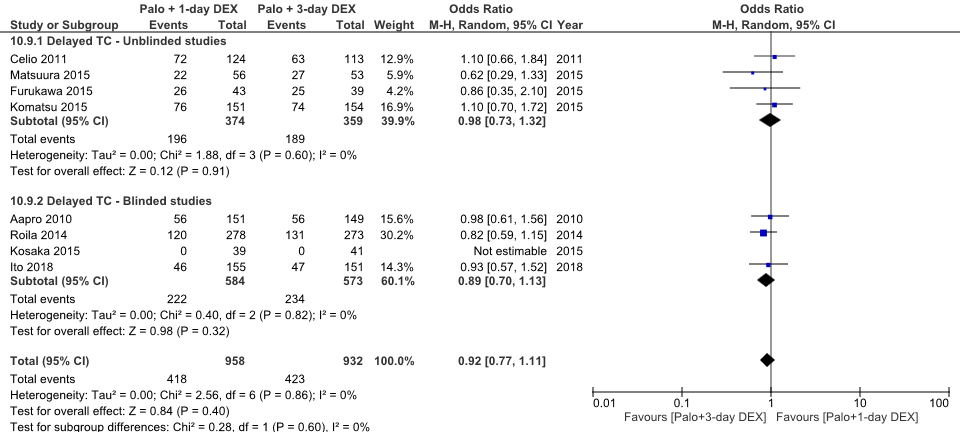 Palo + 1-day DEX Palo + 3-day DEX Odds Ratio Odds Ratio
Study or Subgroup Events Total Events Total Weight M-H, Random, 95% CI Year M-H, Random, 95% CI
10.9.1 Delayed TC - Unblinded studies
Celio 2011 72 124 63 113 12.9% 1.10 [0.66, 1.84] 2011
Matsuura 2015 22 56 27 53 5.9% 0.62 [0.29, 1.33] 2015
Furukawa 2015 26 43 25 39 4.2% 0.86 [0.35, 2.10] 2015
Komatsu 2015 76 151 74 154 16.9% 1.10 [0.70, 1.72] 2015
Subtotal (95% CI) 374 359 39.9% 0.98 [0.73, 1.32]
Total events 196 189
Heterogeneity: Tau² = 0.00; Chi² = 1.88, df = 3 (P = 0.60); I² = 0%
Test for overall effect: Z = 0.12 (P = 0.91)
10.9.2 Delayed TC - Blinded studies
Aapro 2010 56 151 56 149 15.6% 0.98 [0.61, 1.56] 2010
Roila 2014 120 278 131 273 30.2% 0.82 [0.59, 1.15] 2014
Kosaka 2015 0 39 0 41 Not estimable 2015
Ito 2018 46 155 47 151 14.3% 0.93 [0.57, 1.52] 2018
Subtotal (95% CI) 584 573 60.1% 0.89 [0.70, 1.13]
Total events 222 234
Heterogeneity: Tau² = 0.00; Chi² = 0.40, df = 2 (P = 0.82); I² = 0%
Test for overall effect: Z = 0.98 (P = 0.32)
Total (95% CI) 958 932 100.0% 0.92 [0.77, 1.11]
Total events 418 423
Heterogeneity: Tau² = 0.00; Chi² = 2.56, df = 6 (P = 0.86); I² = 0%
0.01 0.1 1 10 100
Test for overall effect: Z = 0.84 (P = 0.40)
Favours [Palo+3-day DEX] Favours [Palo+1-day DEX]
Test for subgroup differences: Chi² = 0.28, df = 1 (P = 0.60), I² = 0%